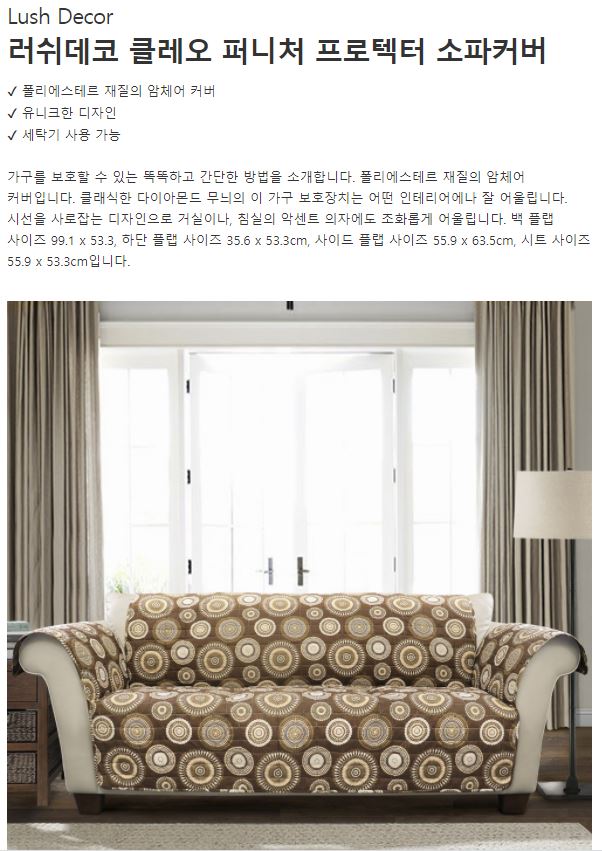 Lush Decor
러쉬데코 클레오 퍼니처 프로텍터 소파커버
✓ 폴리에스테르 재질의 암체어 커버
✓ 유니크한 디자인
✓ 세탁기 사용 가능
가구를 보호할 수 있는 똑똑하고 간단한 방법을 소개합니다. 폴리에스테르 재질의 암체어
커버입니다. 클래식한 다이아몬드 무늬의 이 가구 보호장치는 어떤 인테리어에나 잘 어울립니다.
시선을 사로잡는 디자인으로 거실이나, 침실의 악센트 의자에도 조화롭게 어울립니다. 백 플랩
사이즈 99.1 x 53.3, 하단 플랩 사이즈 35.6 x 53.3cm, 사이드 플랩 사이즈 55.9 x 63.5cm, 시트 사이즈
55.9 x 53.3cm입니다.